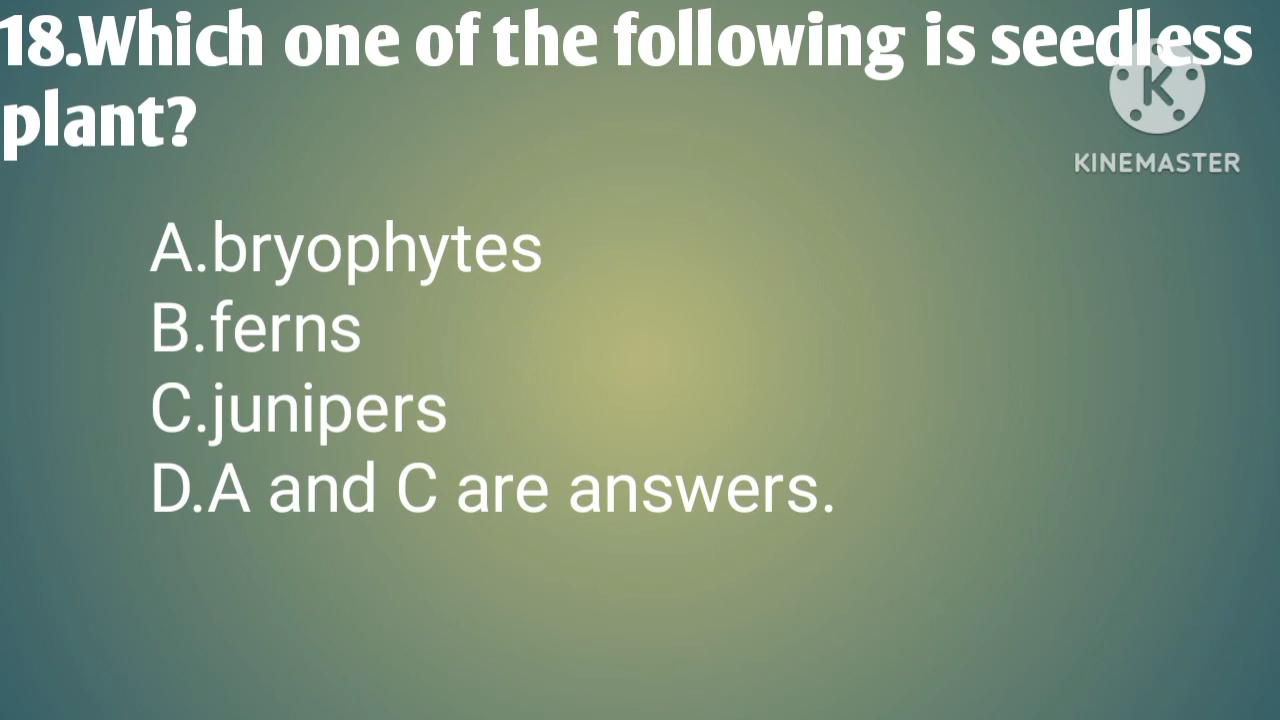 18.Which one of the following is seedless
plant?
K
KINEMASTER
A.bryophytes
B.ferns
C.junipers
D.A and C are answers.